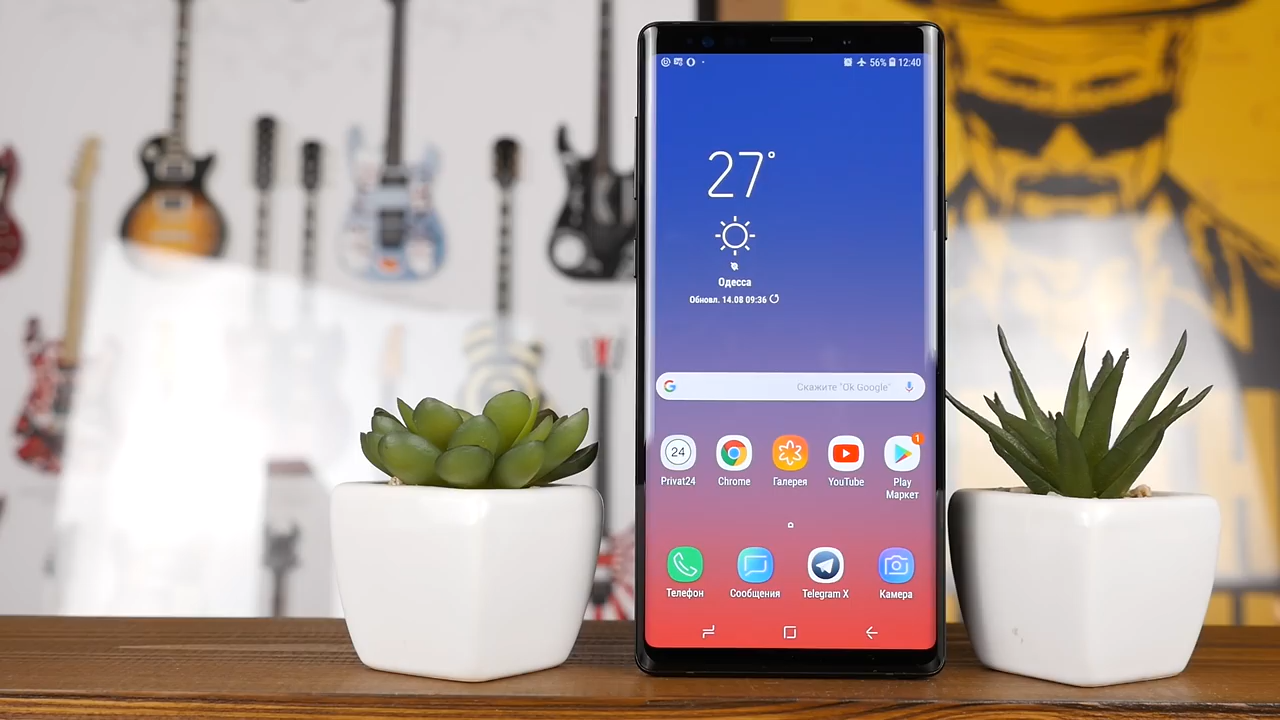 56% 12:40
27°
Одесса
Обновл. 14.08 09:36
Скажите "Ok Google"
24
1
Privat24
Chrome
Галерея
YouTube
Play
Маркет
Телефон
Сообщения
Telegram X
Камера